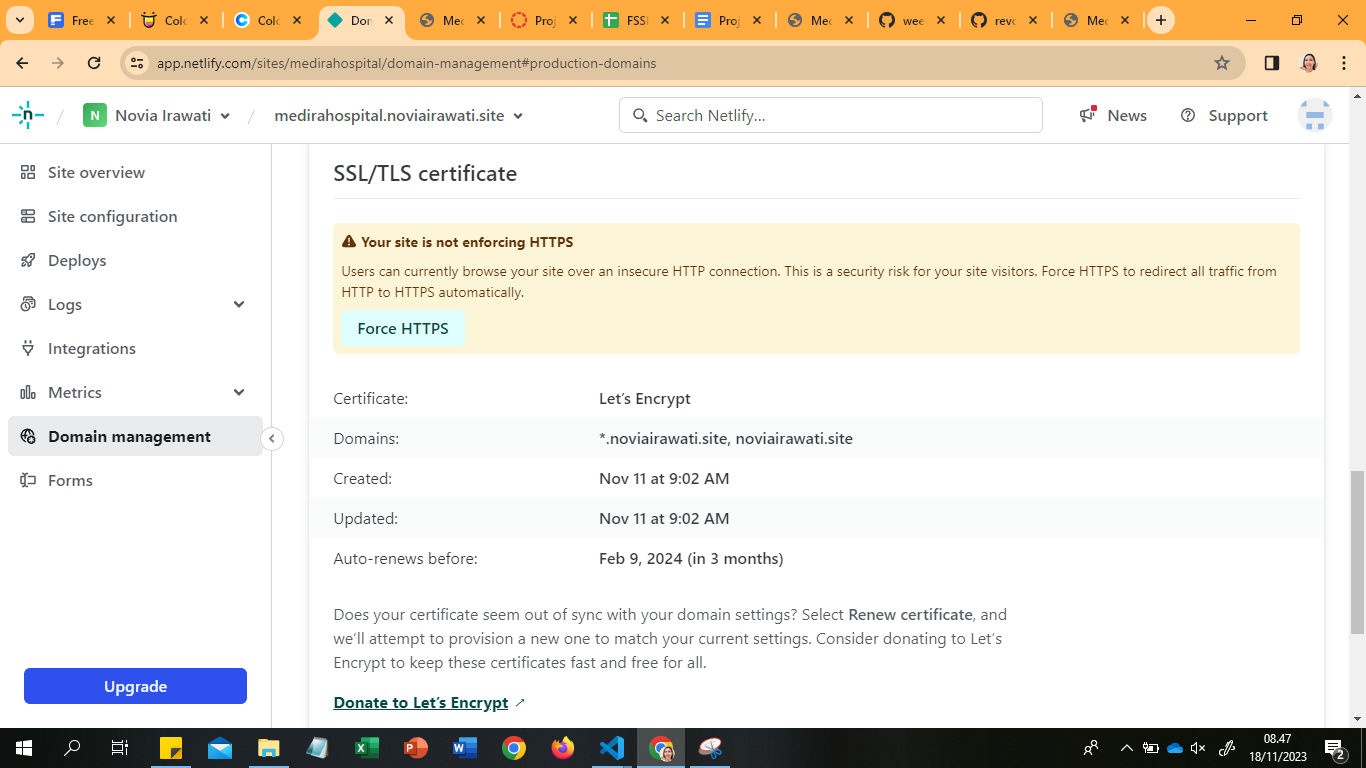 Free
Colo
Colo
Don
Med
Proj
FSSI
Proj
Med
wee
revo
Med
app.netlify.com/sites/medirahospital/domain-management#production-domains
n
N
Novia Irawati
medirahospital.noviairawati.site
Search Netlify...
News
Support
Site overview
Site configuration
Deploys
Logs
Integrations
Metrics
Domain management
Forms
Upgrade
SSL/TLS certificate
Your site is not enforcing HTTPS
Users can currently browse your site over an insecure HTTP connection. This is a security risk for your site visitors. Force HTTPS to redirect all traffic from
HTTP to HTTPS automatically.
Force HTTPS
Certificate: Let's Encrypt
Domains: *.noviairawati.site, noviairawati.site
Created: Nov 11 at 9:02 AM
Updated: Nov 11 at 9:02 AM
Auto-renews before: Feb 9, 2024 (in 3 months)
Does your certificate seem out of sync with your domain settings? Select Renew certificate, and
we'll attempt to provision a new one to match your current settings. Consider donating to Let's
Encrypt to keep these certificates fast and free for all.
Donate to Let's Encrypt ↗
08.47
18/11/2023
2